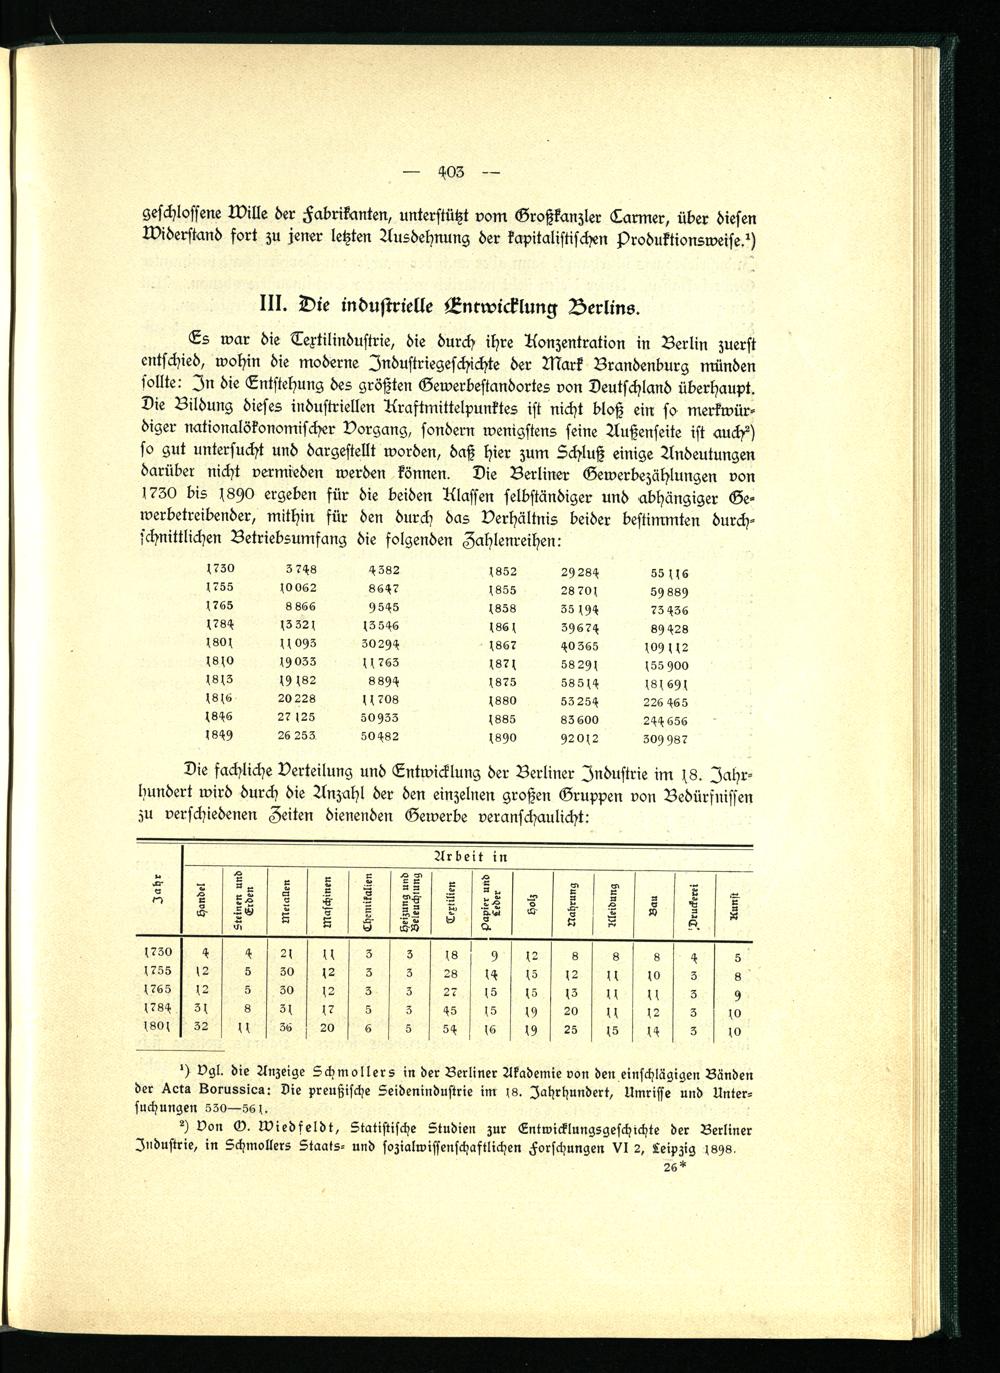 — 403 —
geschlossene Wille der Fabrikanten, unterstützt vom Großkanzler Carmer, über diesen
Widerstand fort zu jener letzten Ausdehnung der kapitalistischen Produktionsweise.¹)
III. Die industrielle Entwicklung Berlins.
Es war die Textilindustrie, die durch ihre Konzentration in Berlin zuerst
entschied, wohin die moderne Industriegeschichte der Mark Brandenburg münden
sollte: In die Entstehung des größten Gewerbestandortes von Deutschland überhaupt.
Die Bildung dieses industriellen Kraftmittelpunktes ist nicht bloß ein so merkwür-
diger nationalökonomischer Vorgang, sondern wenigstens seine Außenseite ist auch²)
so gut untersucht und dargestellt worden, daß hier zum Schluß einige Andeutungen
darüber nicht vermieden werden können. Die Berliner Gewerbezählungen von
1730 bis 1890 ergeben für die beiden Klassen selbständiger und abhängiger Ge-
werbetreibender, mithin für den durch das Verhältnis beider bestimmten durch-
schnittlichen Betriebsumfang die folgenden Zahlenreihen:
1730 3748 4382 1852 29284 55116
1755 10062 8647 1855 28701 59889
1765 8866 9545 1858 35194 73436
1784 13321 13546 1861 39674 89428
1801 11093 30294 1867 40365 109112
1810 19033 11763 1871 58291 155900
1813 19182 8894 1875 58514 181691
1816 20228 11708 1880 53254 226465
1846 27125 50933 1885 83600 244656
1849 26253 50482 1890 92012 309987
Die fachliche Verteilung und Entwicklung der Berliner Industrie im 18. Jahr-
hundert wird durch die Anzahl der den einzelnen großen Gruppen von Bedürfnissen
zu verschiedenen Zeiten dienenden Gewerbe veranschaulicht:
Arbeit in
Jahr Handel Steinen und Erden Metallen Maschinen Chemikalien Heizung und Beleuchtung Textilien Papier und Leder Holz Nahrung Kleidung Bau Druckerei Kunst
1730 4 4 21 11 3 3 18 9 12 8 8 8 4 5
1755 12 5 30 12 3 3 28 14 15 12 11 10 3 8
1765 12 5 30 12 3 3 27 15 15 13 11 11 3 9
1784 31 8 31 17 5 3 45 15 19 20 11 12 3 10
1801 32 11 36 20 6 5 54 16 19 25 15 14 3 10
¹) Vgl. die Anzeige Schmollers in der Berliner Akademie von den einschlägigen Bänden
der Acta Borussica: Die preußische Seidenindustrie im 18. Jahrhundert, Umrisse und Unter-
suchungen 530—561.
²) Von O. Wiedfeldt, Statistische Studien zur Entwicklungsgeschichte der Berliner
Industrie, in Schmollers Staats- und sozialwissenschaftlichen Forschungen VI 2, Leipzig 1898.
26*